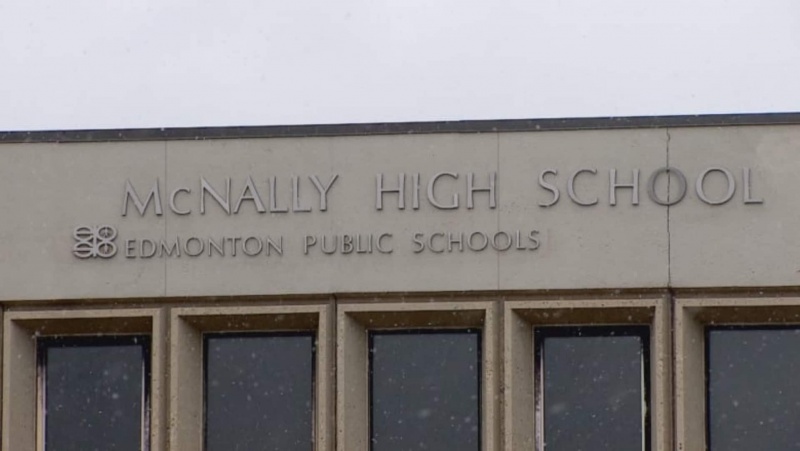 McNALLY HIGH SCHOOL
EDMONTON PUBLIC SCHOOLS